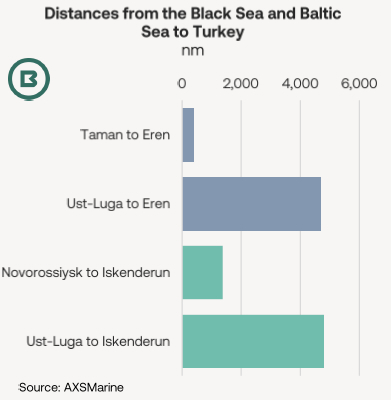 Distances from the Black Sea and Baltic
Sea to Turkey
nm
0 2,000 4,000 6,000
Taman to Eren
Ust-Luga to Eren
Novorossiysk to Iskenderun
Ust-Luga to Iskenderun
Source: AXSMarine